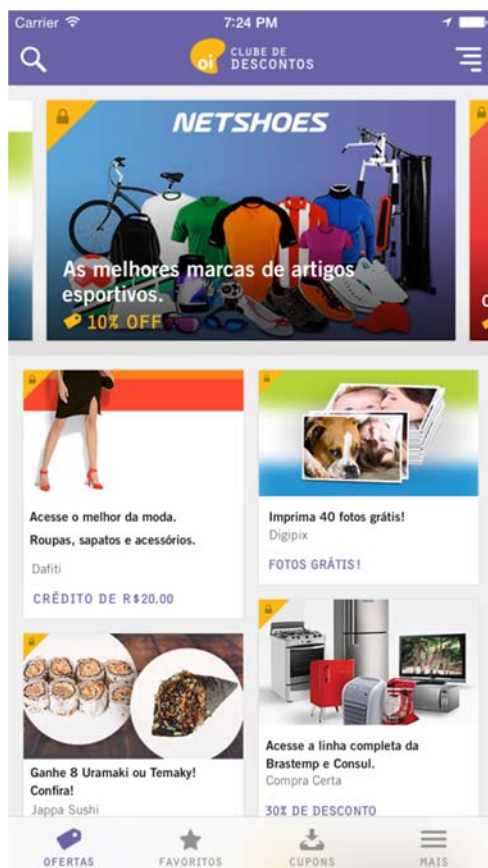 Carrier
7:24 PM
oi
CLUBE DE
DESCONTOS
NETSHOES
As melhores marcas de artigos
esportivos.
10% OFF
Acesse o melhor da moda.
Roupas, sapatos e acessórios.
Dafiti
CRÉDITO DE R$20,00
Imprima 40 fotos grátis!
Digipix
FOTOS GRÁTIS!
Ganhe 8 Uramaki ou Temaky!
Confira!
Jappa Sushi
Acesse a linha completa da
Brastemp e Consul.
Compra Certa
30% DE DESCONTO
OFERTAS
FAVORITOS
CUPONS
MAIS